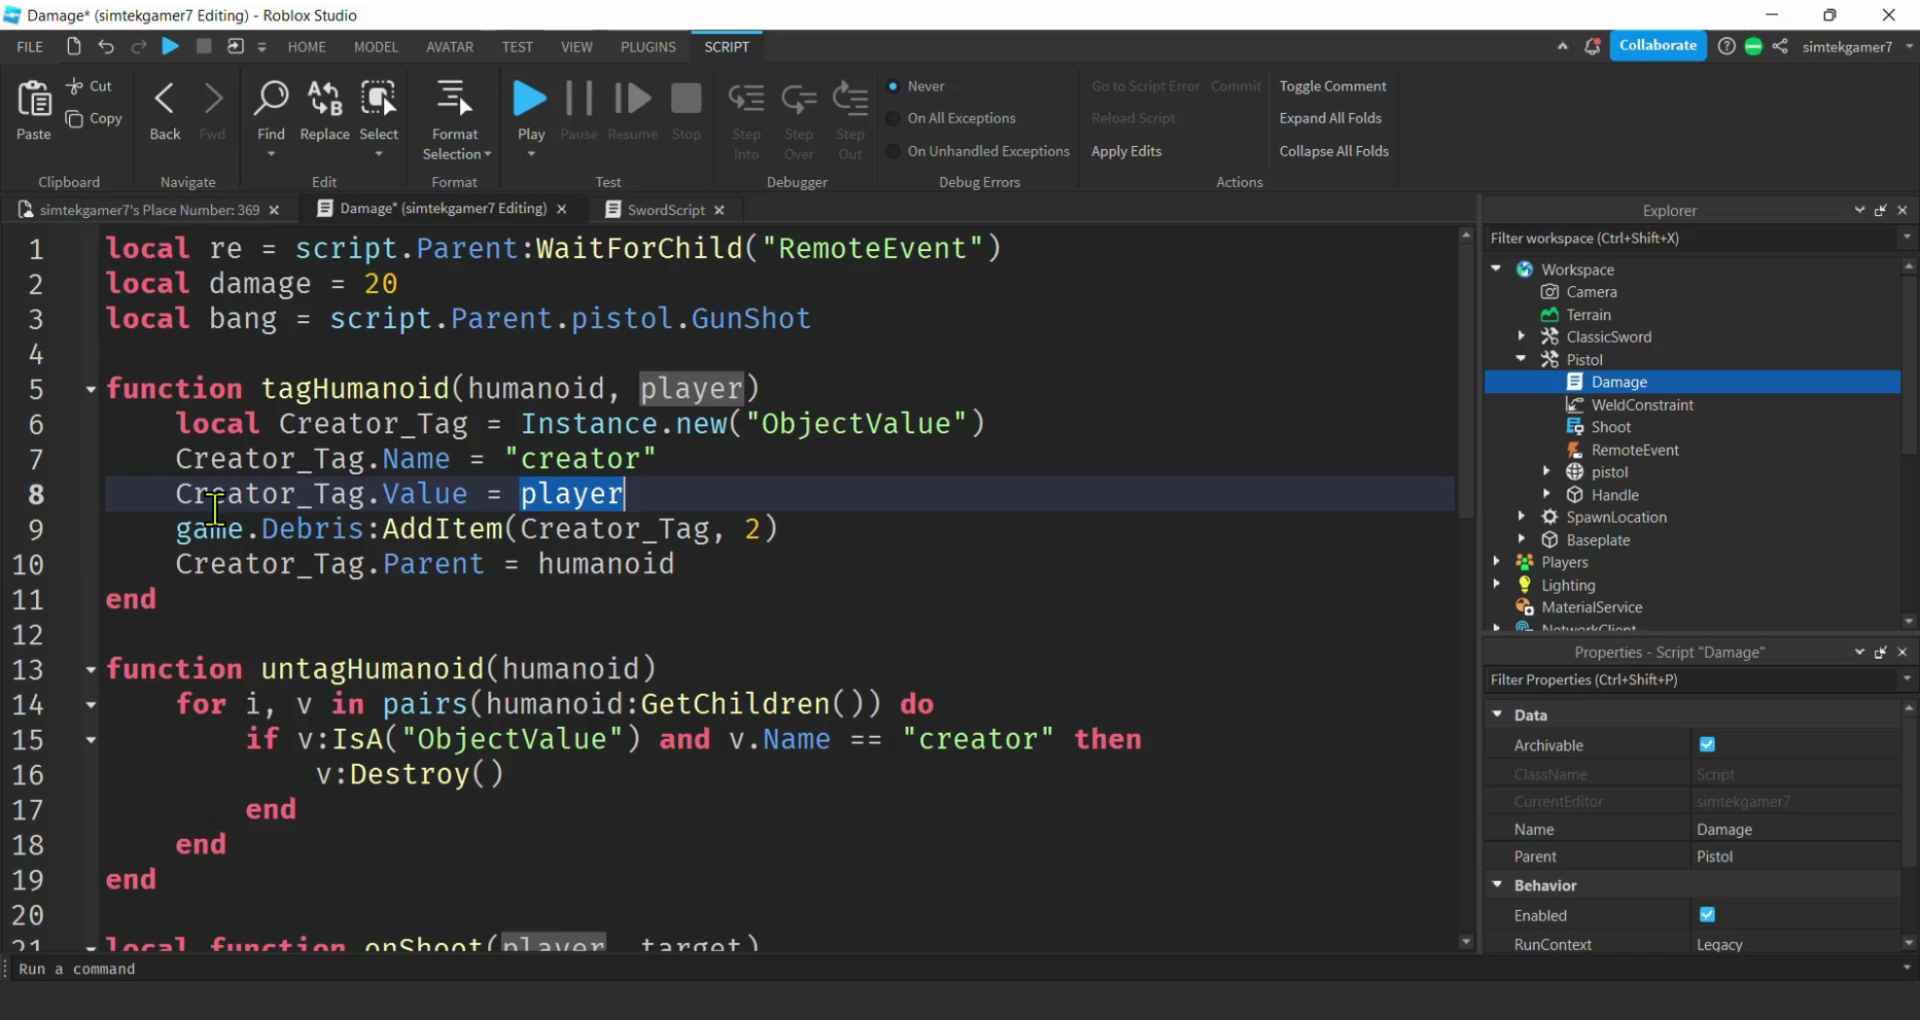 Damage* (simtekgamer7 Editing) - Roblox Studio
FILE HOME MODEL AVATAR TEST VIEW PLUGINS SCRIPT Collaborate simtekgamer7
Paste Cut Copy
Clipboard
Back Fwd
Navigate
Find Replace Select
Edit
Format Selection
Format
Play Pause Resume Stop
Test
Step Into Step Over Step Out
Debugger
Never
On All Exceptions
On Unhandled Exceptions
Debug Errors
Go to Script Error Commit Toggle Comment
Reload Script Expand All Folds
Apply Edits Collapse All Folds
Actions
simtekgamer7's Place Number: 369 Damage* (simtekgamer7 Editing) SwordScript
1 local re = script.Parent:WaitForChild("RemoteEvent")
2 local damage = 20
3 local bang = script.Parent.pistol.GunShot
4
5 function tagHumanoid(humanoid, player)
6 local Creator_Tag = Instance.new("ObjectValue")
7 Creator_Tag.Name = "creator"
8 Creator_Tag.Value = player
9 game.Debris:AddItem(Creator_Tag, 2)
10 Creator_Tag.Parent = humanoid
11 end
12
13 function untagHumanoid(humanoid)
14 for i, v in pairs(humanoid:GetChildren()) do
15 if v:IsA("ObjectValue") and v.Name == "creator" then
16 v:Destroy()
17 end
18 end
19 end
20
21 local function onShoot(player, target)
Run a command
Explorer
Filter workspace (Ctrl+Shift+X)
Workspace
Camera
Terrain
ClassicSword
Pistol
Damage
WeldConstraint
Shoot
RemoteEvent
pistol
Handle
SpawnLocation
Baseplate
Players
Lighting
MaterialService
NetworkClient
Properties - Script "Damage"
Filter Properties (Ctrl+Shift+P)
Data
Archivable
ClassName Script
CurrentEditor simtekgamer7
Name Damage
Parent Pistol
Behavior
Enabled
RunContext Legacy